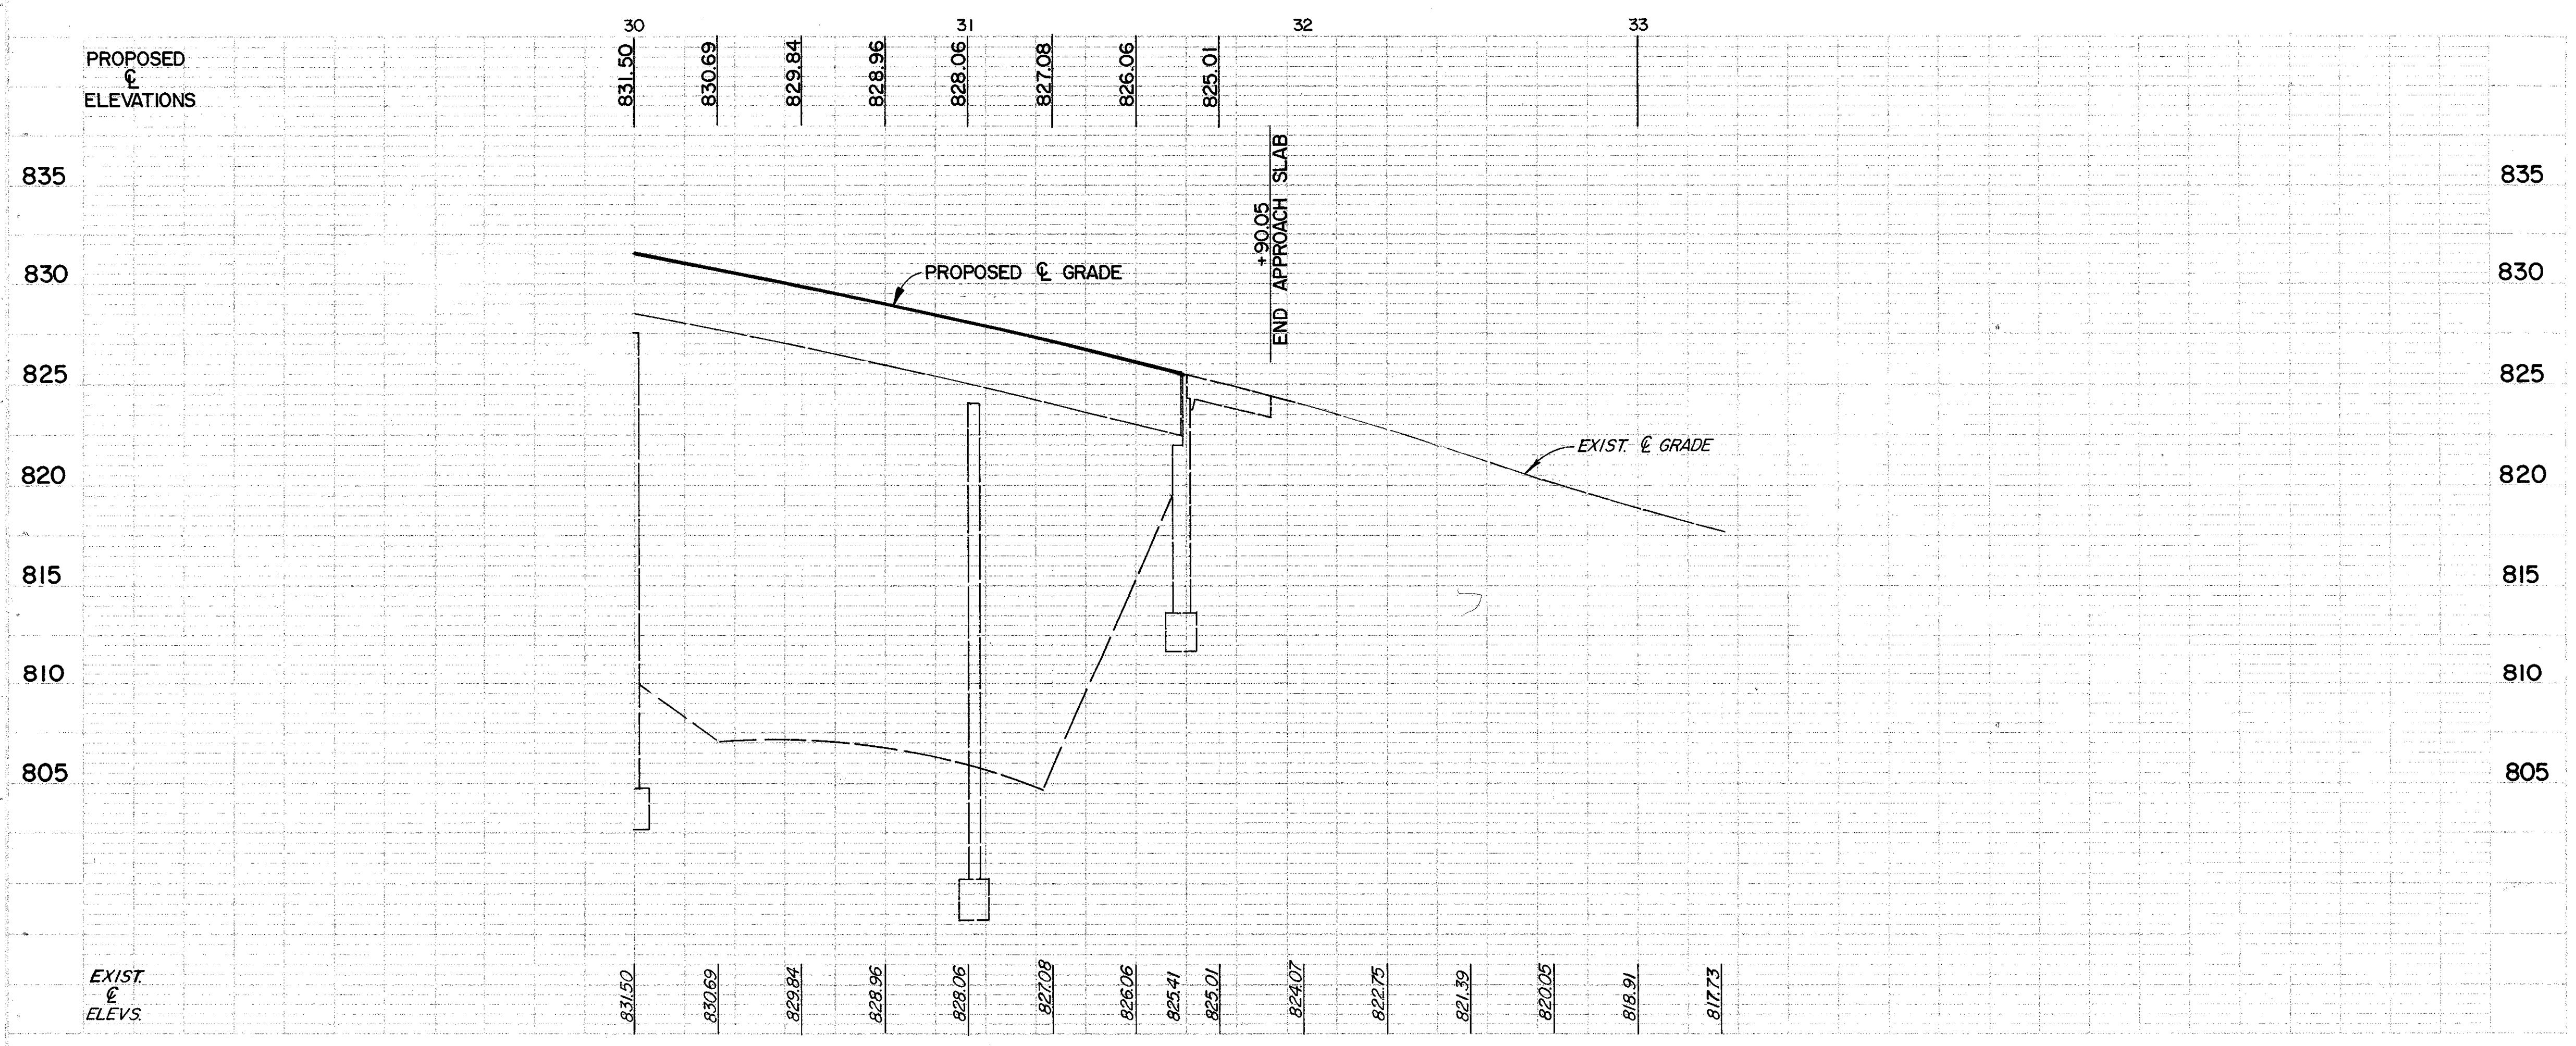 30 31 32 33
PROPOSED
℄
ELEVATIONS
831.50 830.69 829.84 828.96 828.06 827.08 826.06 825.01
835 835
+90.05
END APPROACH SLAB
830 830
PROPOSED ℄ GRADE
825 825
EXIST. ℄ GRADE
820 820
815 815
810 810
805 805
EXIST.
℄
ELEVS.
831.50 830.69 829.84 828.96 828.06 827.08 826.06 825.41 825.01 824.07 822.75 821.39 820.05 818.91 817.73